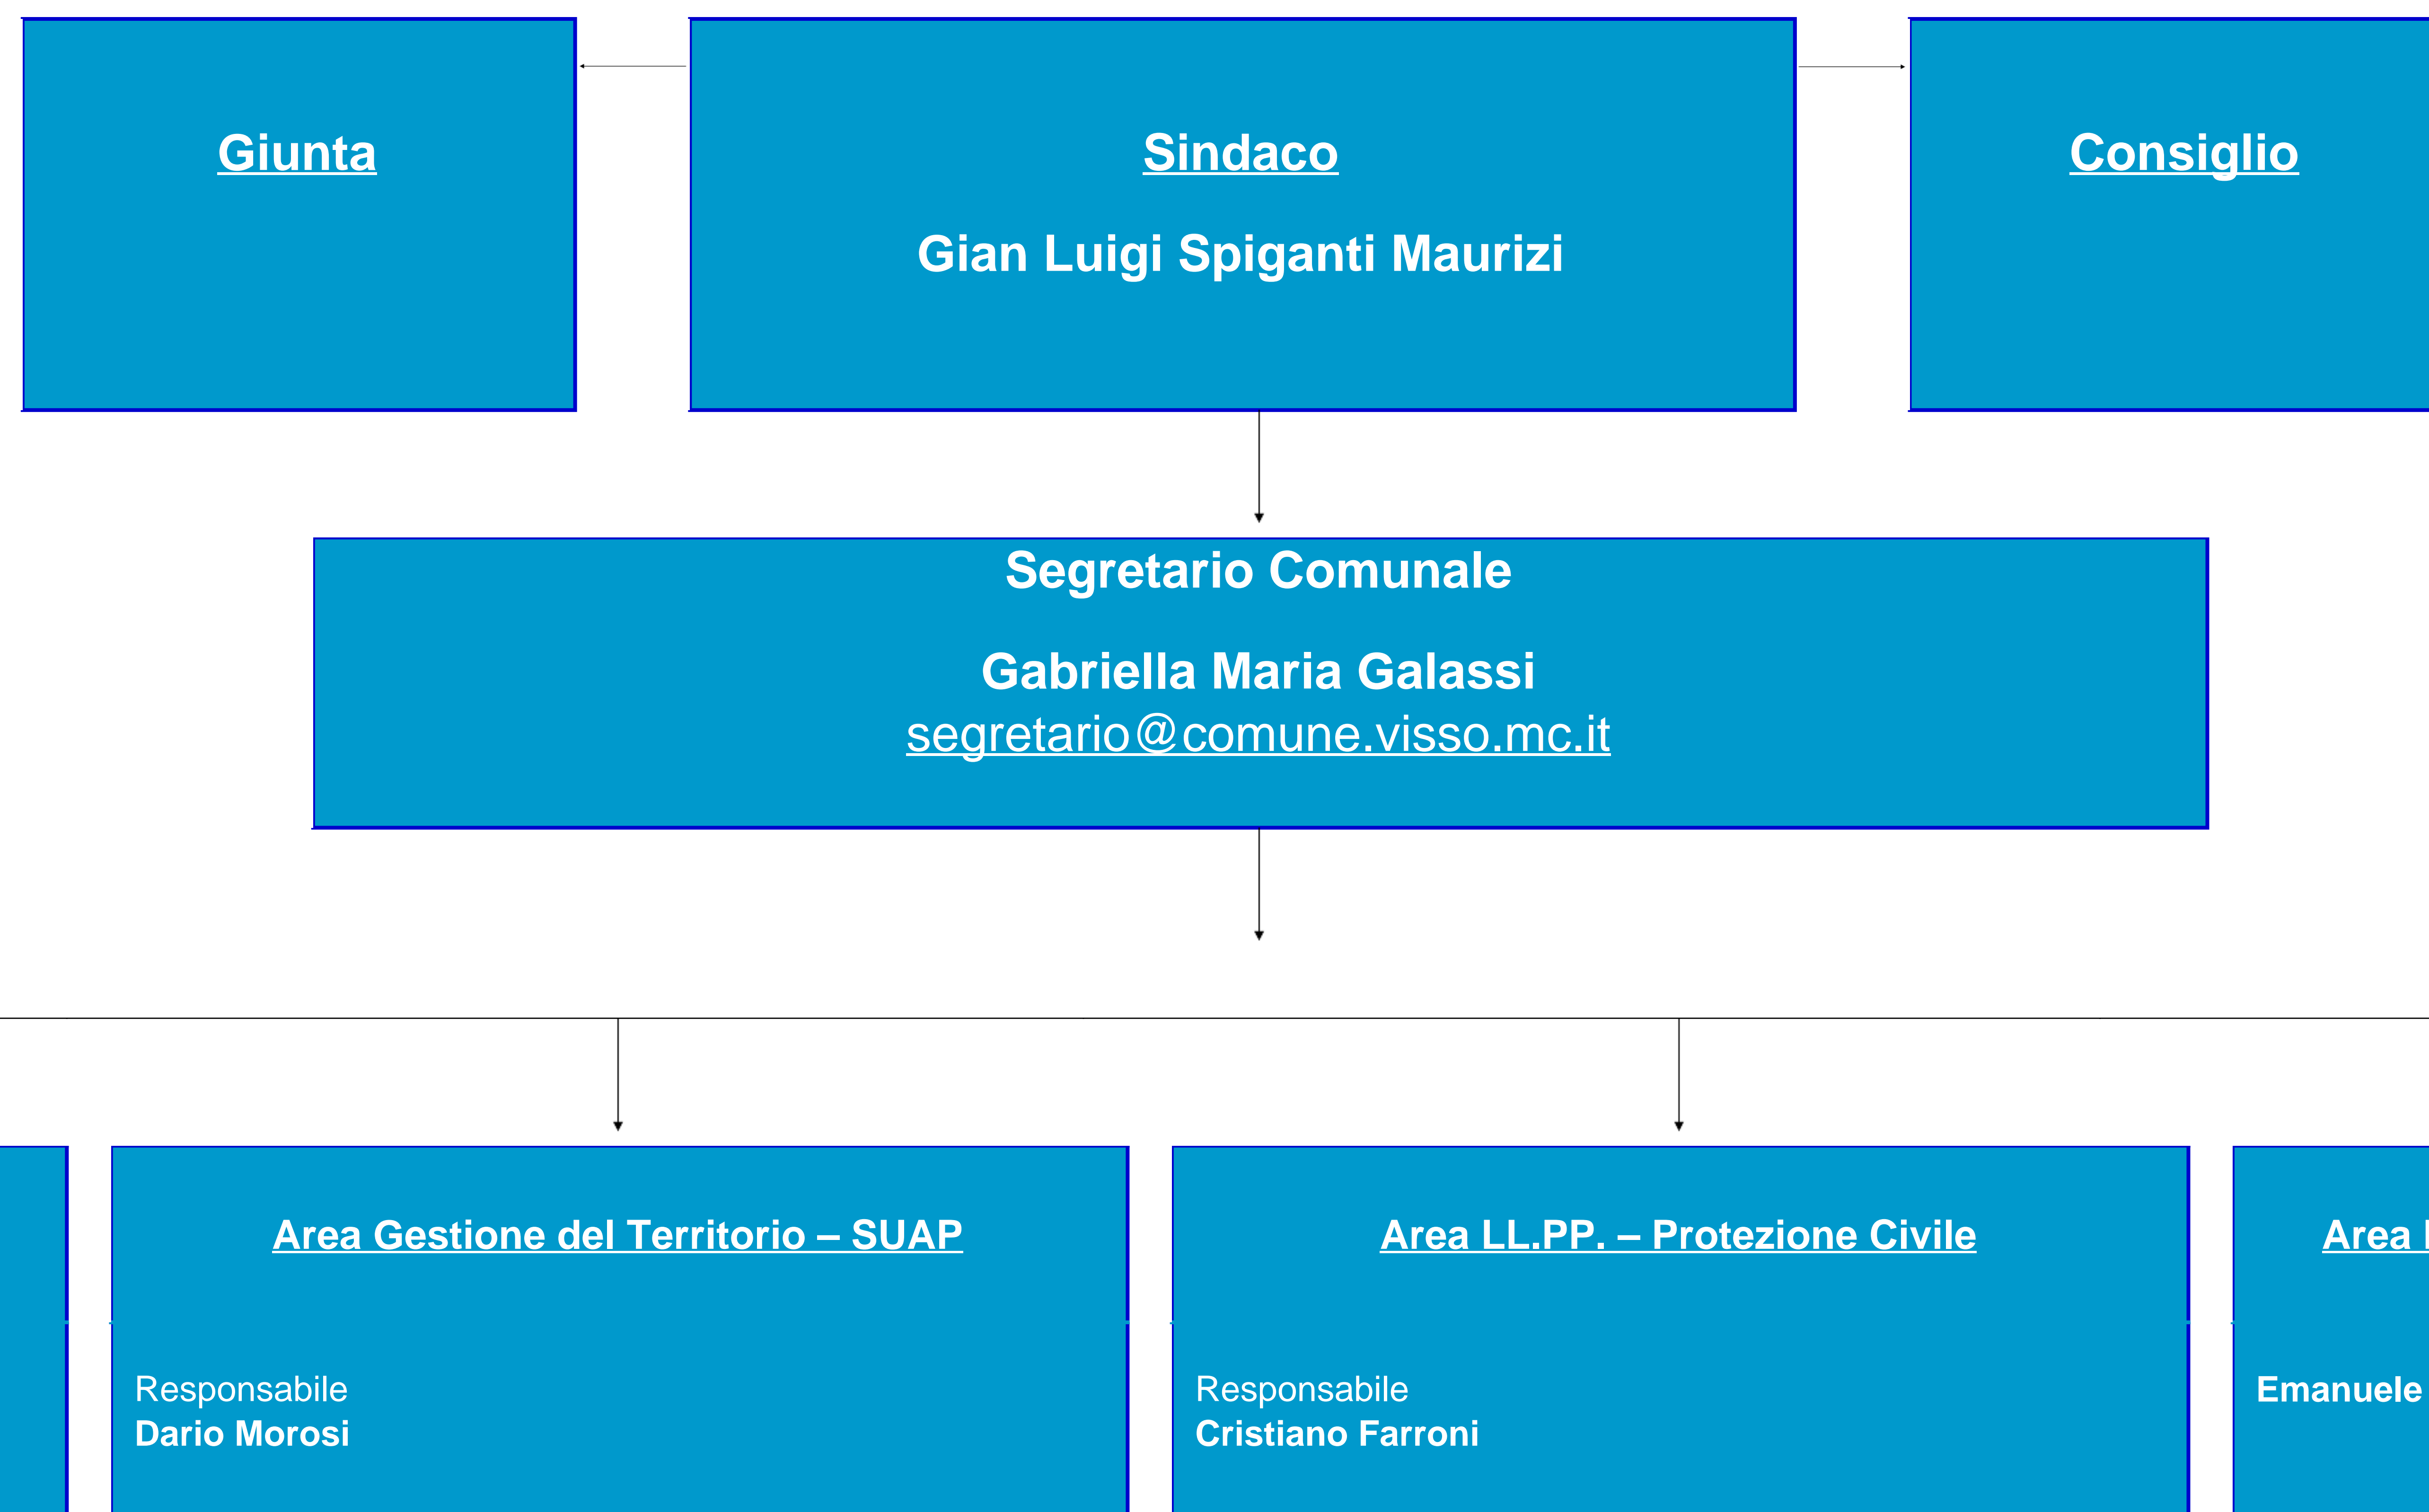 Giunta
Sindaco
Gian Luigi Spiganti Maurizi
Consiglio
Segretario Comunale
Gabriella Maria Galassi
segretario@comune.visso.mc.it
Area Gestione del Territorio – SUAP
Responsabile
Dario Morosi
Area LL.PP. – Protezione Civile
Responsabile
Cristiano Farroni
Area
Emanuele